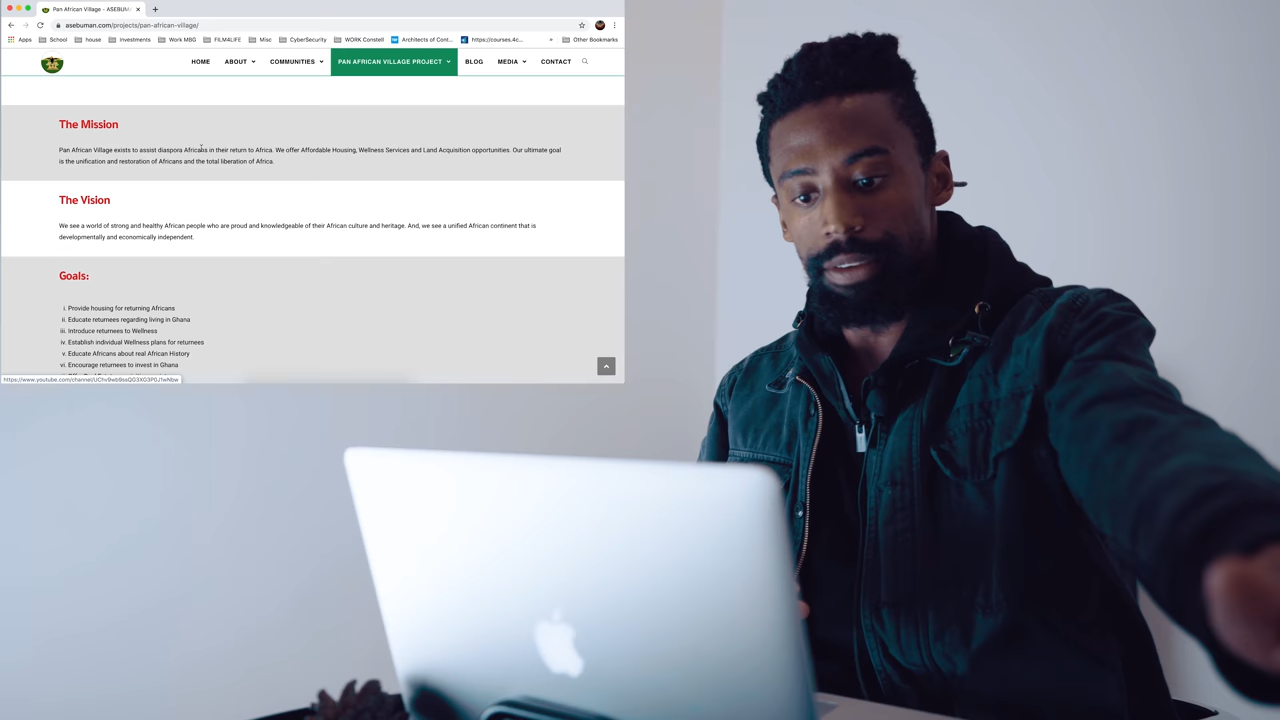 Pan African Village - ASEBUMAN
asebuman.com/projects/pan-african-village/
Apps School house Investments Work MBG FILM4LIFE Misc CyberSecurity WORK Constell Architects of Cont... https://courses.4c... » Other Bookmarks
HOME ABOUT COMMUNITIES PAN AFRICAN VILLAGE PROJECT BLOG MEDIA CONTACT
The Mission
Pan African Village exists to assist diaspora Africans in their return to Africa. We offer Affordable Housing, Wellness Services and Land Acquisition opportunities. Our ultimate goal
is the unification and restoration of Africans and the total liberation of Africa.
The Vision
We see a world of strong and healthy African people who are proud and knowledgeable of their African culture and heritage. And, we see a unified African continent that is
developmentally and economically independent.
Goals:
i. Provide housing for returning Africans
ii. Educate returnees regarding living in Ghana
iii. Introduce returnees to Wellness
iv. Establish individual Wellness plans for returnees
v. Educate Africans about real African History
vi. Encourage returnees to invest in Ghana